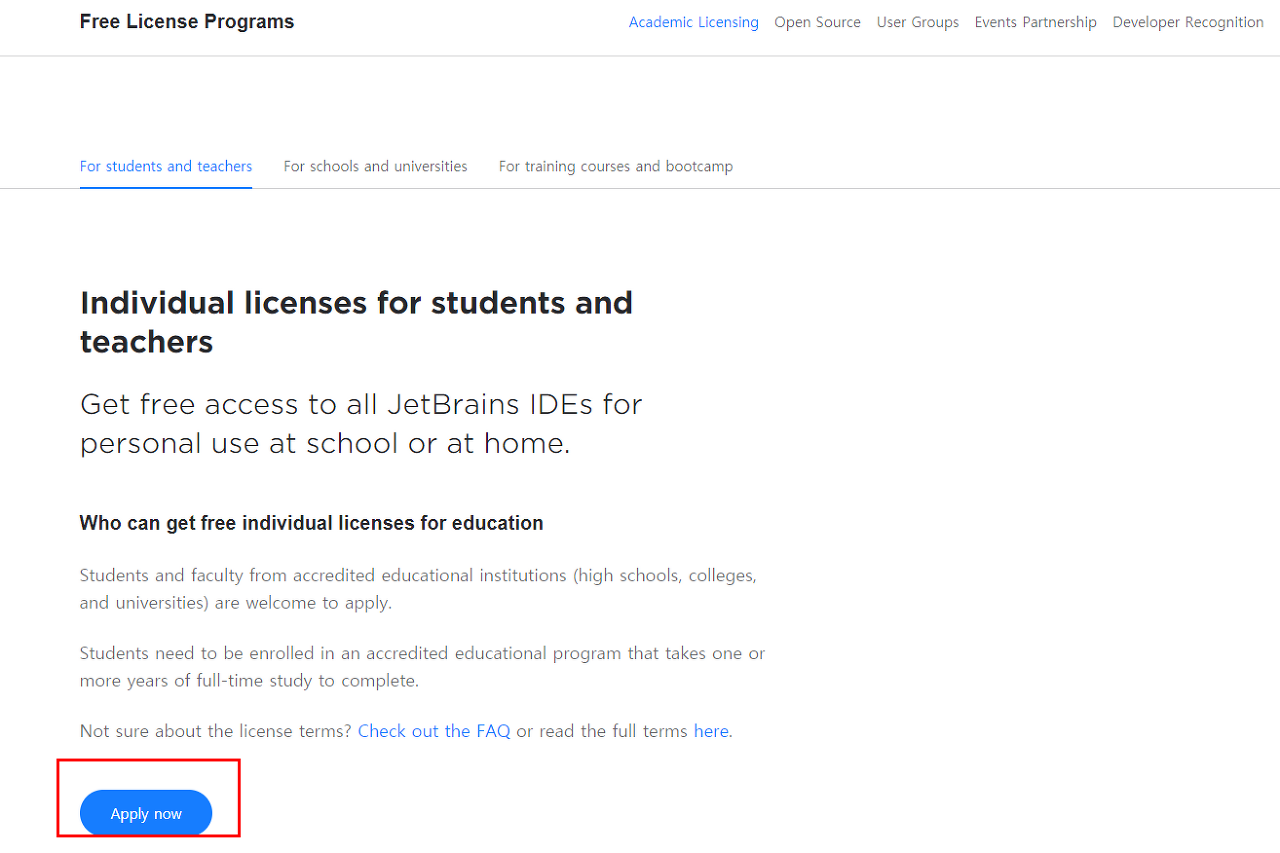 Free License Programs
Academic Licensing Open Source User Groups Events Partnership Developer Recognition
For students and teachers For schools and universities For training courses and bootcamp
Individual licenses for students and
teachers
Get free access to all JetBrains IDEs for
personal use at school or at home.
Who can get free individual licenses for education
Students and faculty from accredited educational institutions (high schools, colleges,
and universities) are welcome to apply.
Students need to be enrolled in an accredited educational program that takes one or
more years of full-time study to complete.
Not sure about the license terms? Check out the FAQ or read the full terms here.
Apply now